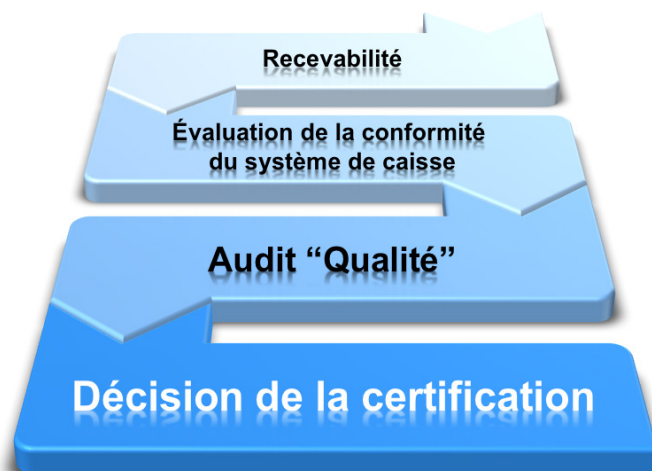 Recevabilité
Évaluation de la conformité
du système de caisse
Audit “Qualité”
Décision de la certification